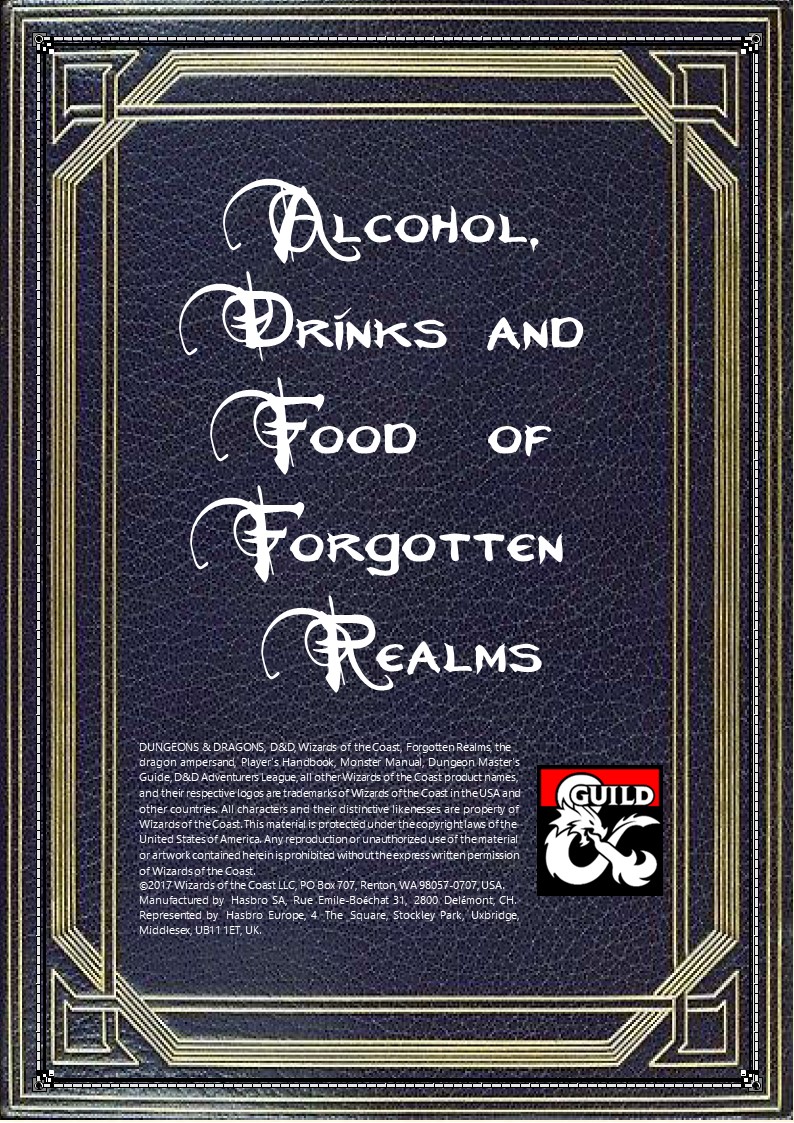 Alcohol,
Drinks and
Food of
Forgotten
Realms
DUNGEONS & DRAGONS, D&D, Wizards of the Coast, Forgotten Realms, the
dragon ampersand, Player's Handbook, Monster Manual, Dungeon Master's
Guide, D&D Adventurers League, all other Wizards of the Coast product names,
and their respective logos are trademarks of Wizards of the Coast in the USA and
other countries. All characters and their distinctive likenesses are property of
Wizards of the Coast. This material is protected under the copyright laws of the
United States of America. Any reproduction or unauthorized use of the material
or artwork contained herein is prohibited without the express written permission
of Wizards of the Coast.
©2017 Wizards of the Coast LLC, PO Box 707, Renton, WA 98057-0707, USA.
Manufactured by Hasbro SA, Rue Emile-Boéchat 31, 2800 Delémont, CH.
Represented by Hasbro Europe, 4 The Square, Stockley Park, Uxbridge,
Middlesex, UB11 1ET, UK.
GUILD